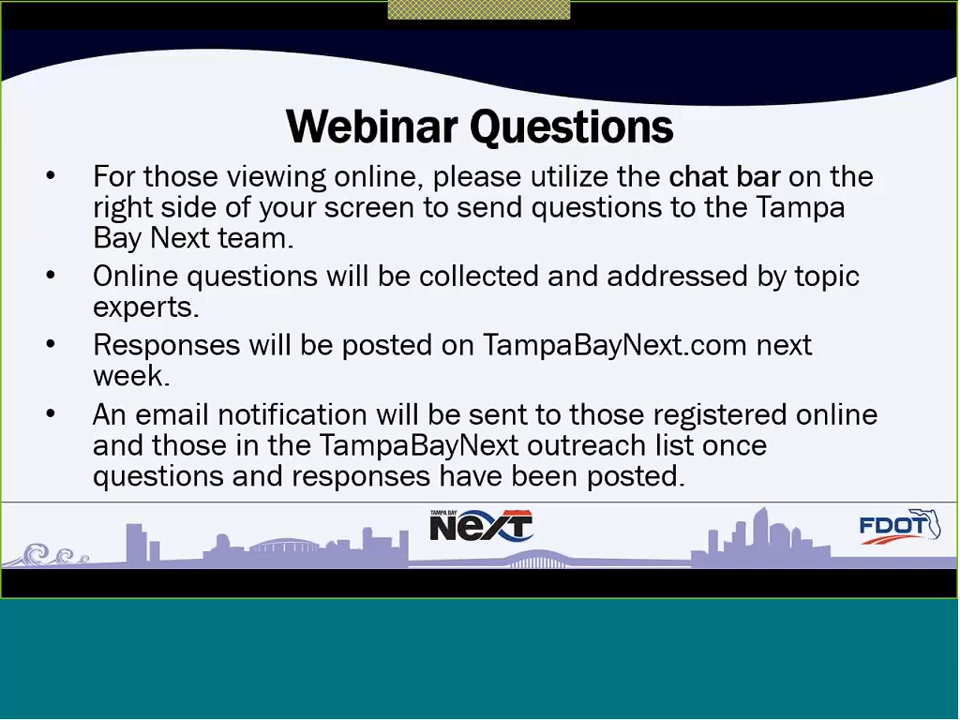 Webinar Questions
• For those viewing online, please utilize the chat bar on the
right side of your screen to send questions to the Tampa
Bay Next team.
• Online questions will be collected and addressed by topic
experts.
• Responses will be posted on TampaBayNext.com next
week.
• An email notification will be sent to those registered online
and those in the TampaBayNext outreach list once
questions and responses have been posted.
TAMPA BAY
NexT
FDOT